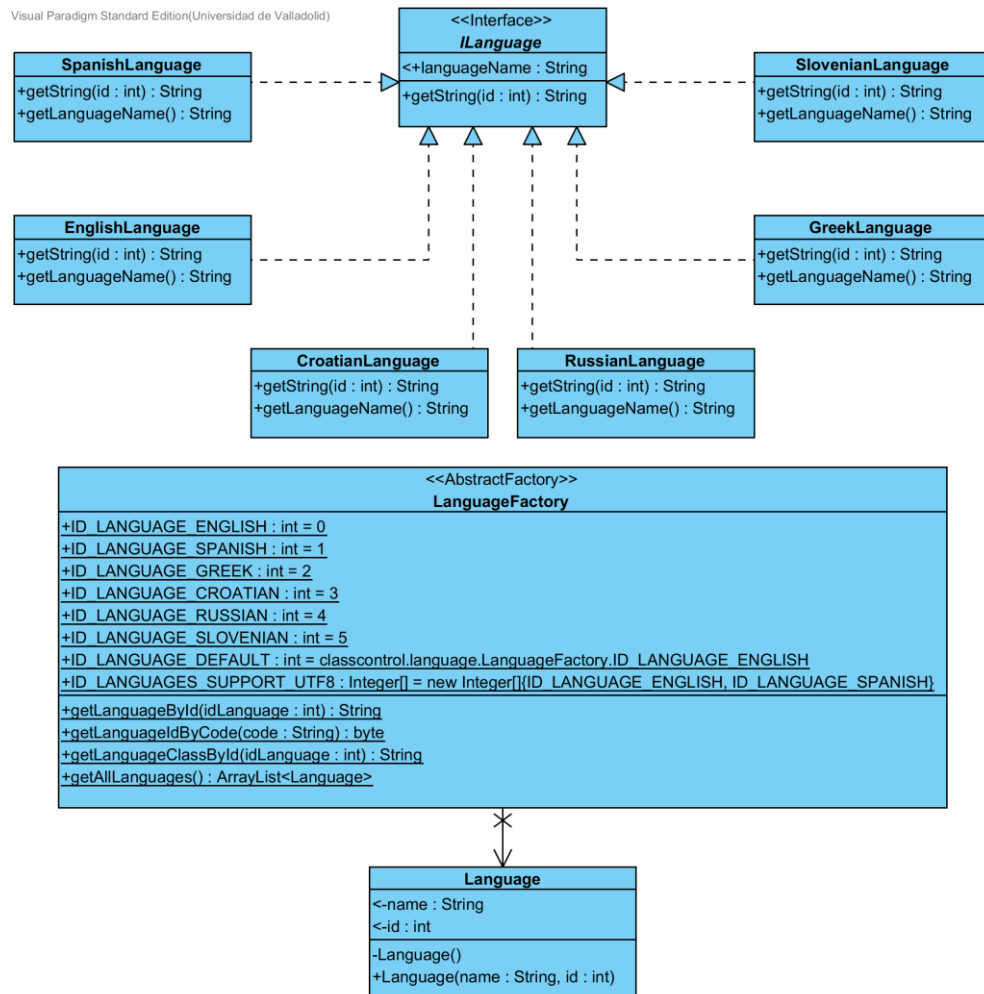 Visual Paradigm Standard Edition(Universidad de Valladolid)
<<Interface>>
ILanguage
<+languageName : String
+getString(id : int) : String
SpanishLanguage
+getString(id : int) : String
+getLanguageName() : String
SlovenianLanguage
+getString(id : int) : String
+getLanguageName() : String
EnglishLanguage
+getString(id : int) : String
+getLanguageName() : String
GreekLanguage
+getString(id : int) : String
+getLanguageName() : String
CroatianLanguage
+getString(id : int) : String
+getLanguageName() : String
RussianLanguage
+getString(id : int) : String
+getLanguageName() : String
<<AbstractFactory>>
LanguageFactory
+ID_LANGUAGE_ENGLISH : int = 0
+ID_LANGUAGE_SPANISH : int = 1
+ID_LANGUAGE_GREEK : int = 2
+ID_LANGUAGE_CROATIAN : int = 3
+ID_LANGUAGE_RUSSIAN : int = 4
+ID_LANGUAGE_SLOVENIAN : int = 5
+ID_LANGUAGE_DEFAULT : int = classcontrol.language.LanguageFactory.ID_LANGUAGE_ENGLISH
+ID_LANGUAGES_SUPPORT_UTF8 : Integer[] = new Integer[]{ID_LANGUAGE_ENGLISH, ID_LANGUAGE_SPANISH}
+getLanguageById(idLanguage : int) : String
+getLanguageIdByCode(code : String) : byte
+getLanguageClassById(idLanguage : int) : String
+getAllLanguages() : ArrayList<Language>
Language
<-name : String
<-id : int
-Language()
+Language(name : String, id : int)